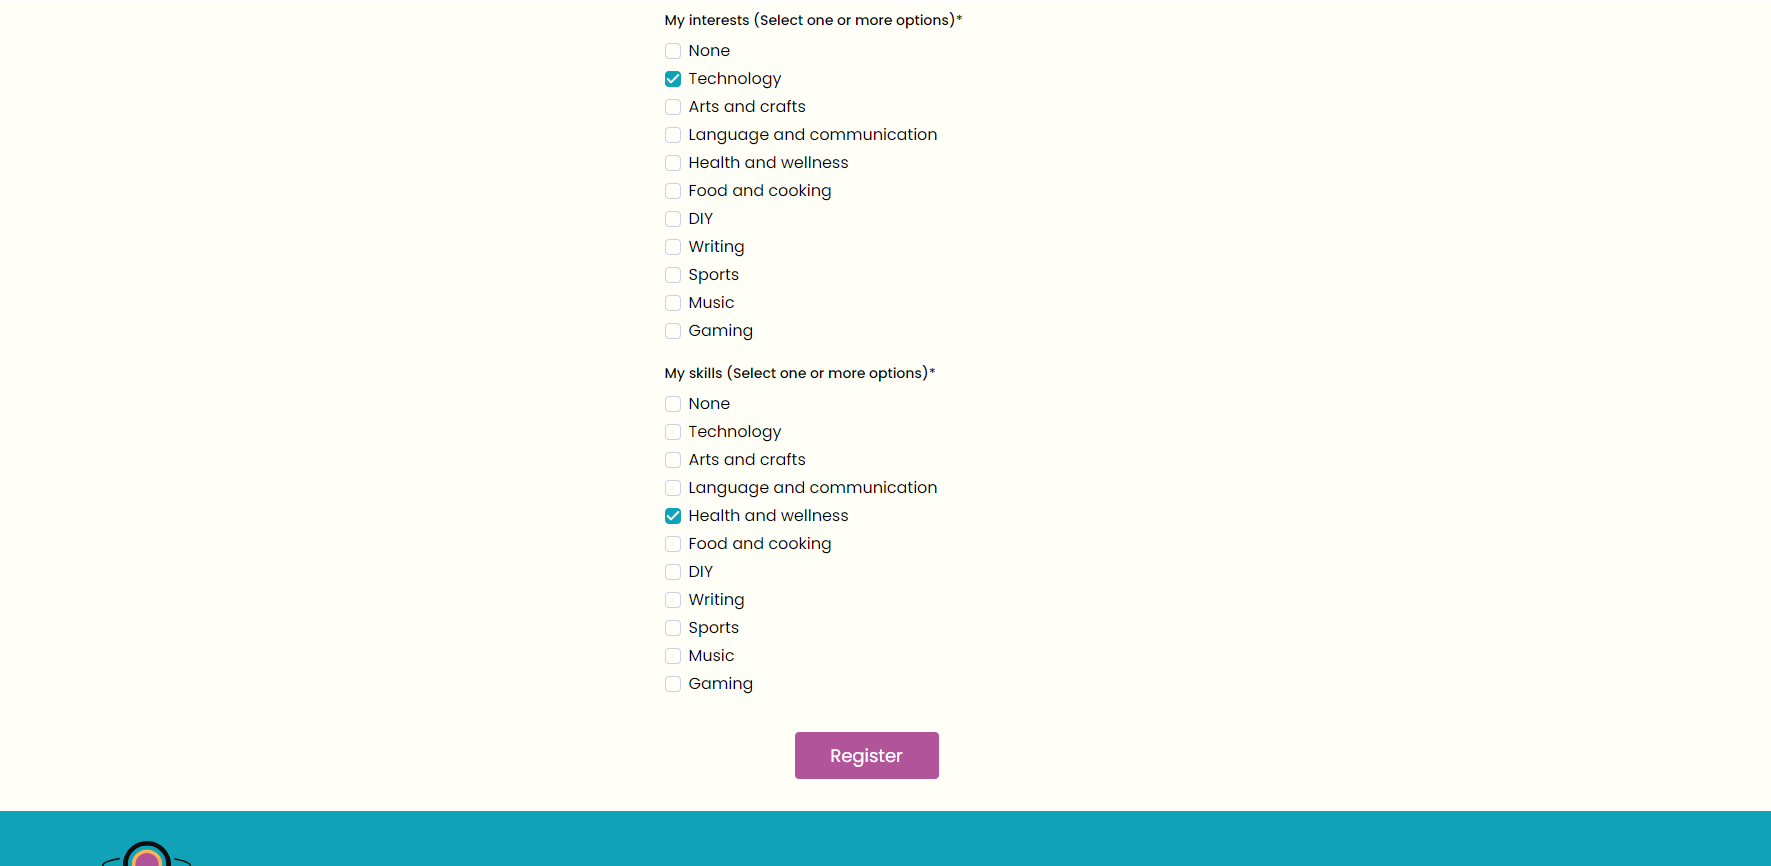 My interests (Select one or more options)*
None
Technology
Arts and crafts
Language and communication
Health and wellness
Food and cooking
DIY
Writing
Sports
Music
Gaming
My skills (Select one or more options)*
None
Technology
Arts and crafts
Language and communication
Health and wellness
Food and cooking
DIY
Writing
Sports
Music
Gaming
Register